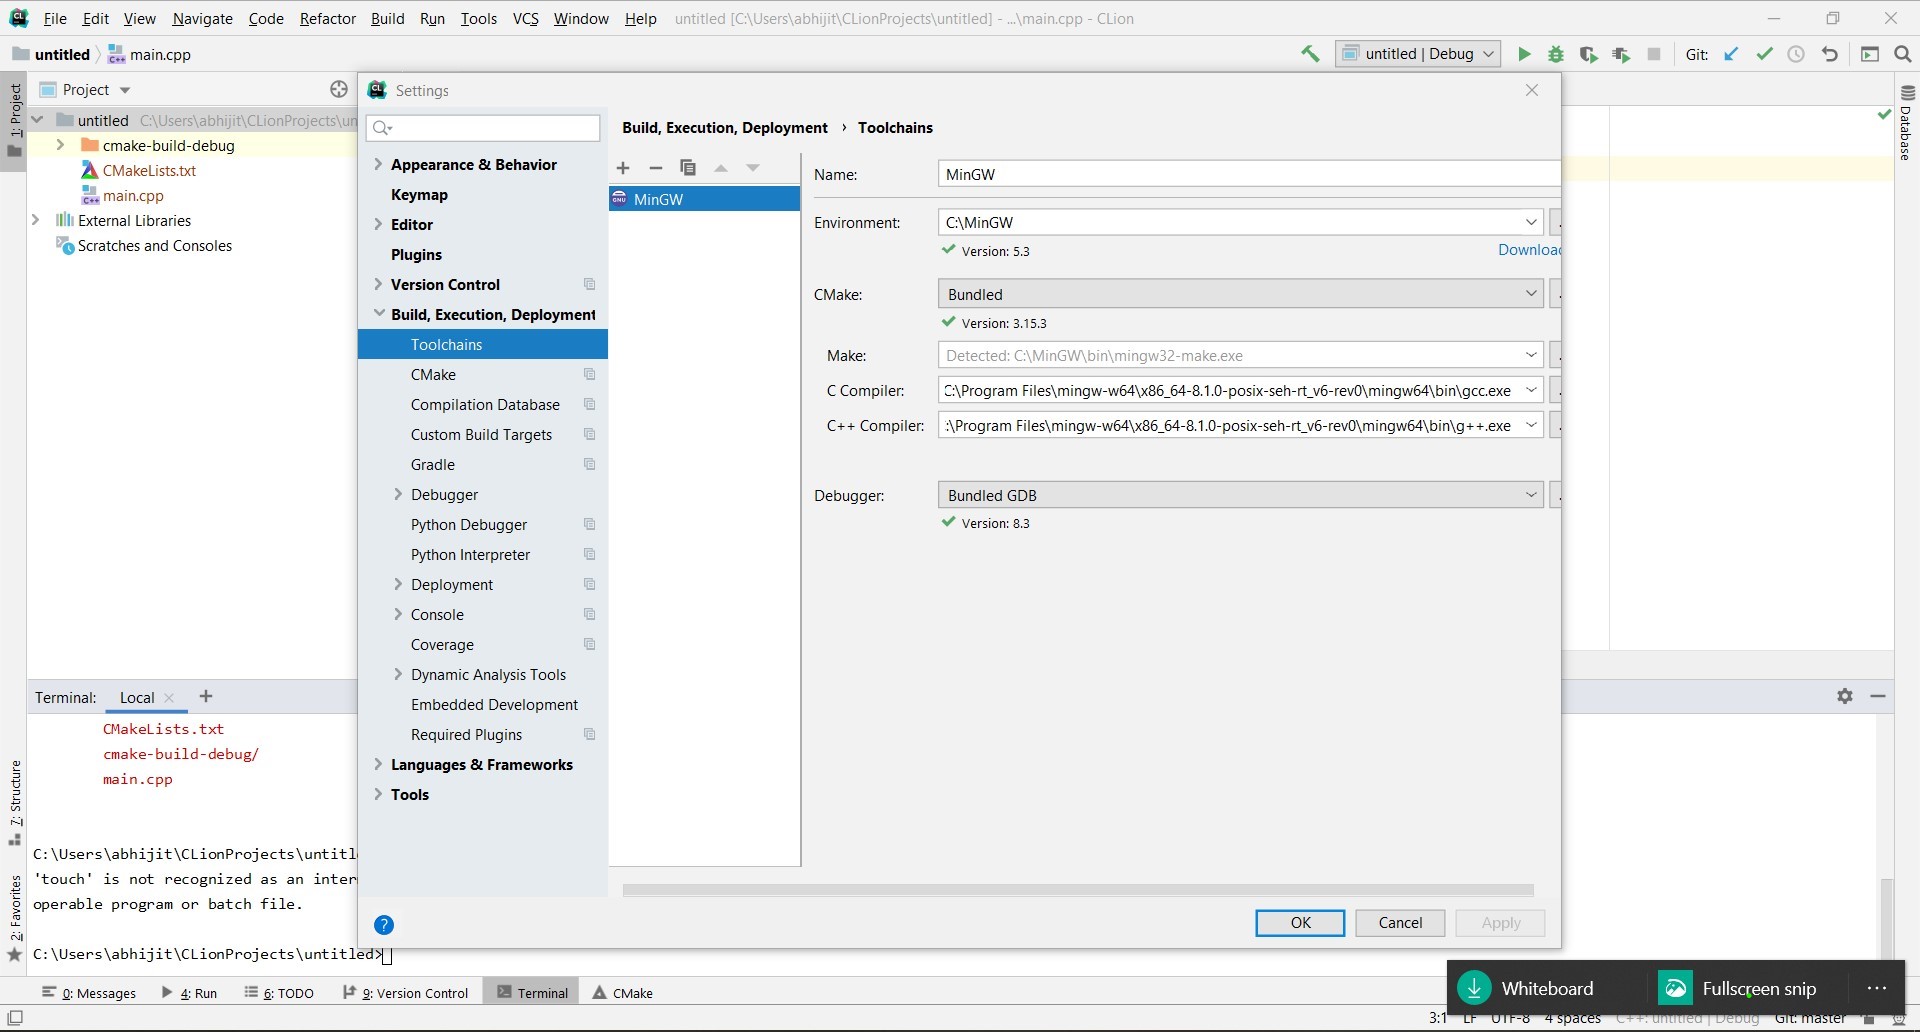 File Edit View Navigate Code Refactor Build Run Tools VCS Window Help untitled [C:\Users\abhijit\CLionProjects\untitled] - ...\main.cpp - CLion
untitled main.cpp
untitled | Debug
Git:
1: Project
Project
untitled C:\Users\abhijit\CLionProjects\un
cmake-build-debug
CMakeLists.txt
main.cpp
External Libraries
Scratches and Consoles
Settings
Appearance & Behavior
Keymap
Editor
Plugins
Version Control
Build, Execution, Deployment
Toolchains
CMake
Compilation Database
Custom Build Targets
Gradle
Debugger
Python Debugger
Python Interpreter
Deployment
Console
Coverage
Dynamic Analysis Tools
Embedded Development
Required Plugins
Languages & Frameworks
Tools
Build, Execution, Deployment › Toolchains
MinGW
Name: MinGW
Environment: C:\MinGW
Version: 5.3 Download
CMake: Bundled
Version: 3.15.3
Make: Detected: C:\MinGW\bin\mingw32-make.exe
C Compiler: C:\Program Files\mingw-w64\x86_64-8.1.0-posix-seh-rt_v6-rev0\mingw64\bin\gcc.exe
C++ Compiler: :\Program Files\mingw-w64\x86_64-8.1.0-posix-seh-rt_v6-rev0\mingw64\bin\g++.exe
Debugger: Bundled GDB
Version: 8.3
OK Cancel Apply
Database
Terminal: Local
CMakeLists.txt
cmake-build-debug/
main.cpp
C:\Users\abhijit\CLionProjects\untitl
'touch' is not recognized as an inter
operable program or batch file.
C:\Users\abhijit\CLionProjects\untitled>
7: Structure
2: Favorites
0: Messages 4: Run 6: TODO 9: Version Control Terminal CMake
Whiteboard Fullscreen snip
3:1 LF UTF-8 4 spaces C++: untitled | Debug Git: master